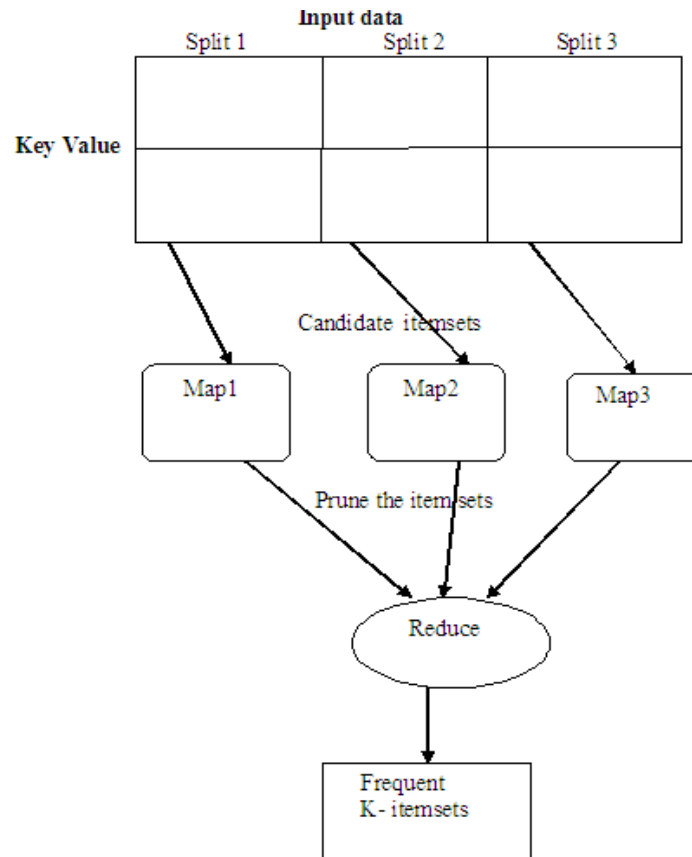 Input data
Split 1 Split 2 Split 3
Key Value
Candidate itemsets
Map1 Map2 Map3
Prune the item sets
Reduce
Frequent
K- itemsets